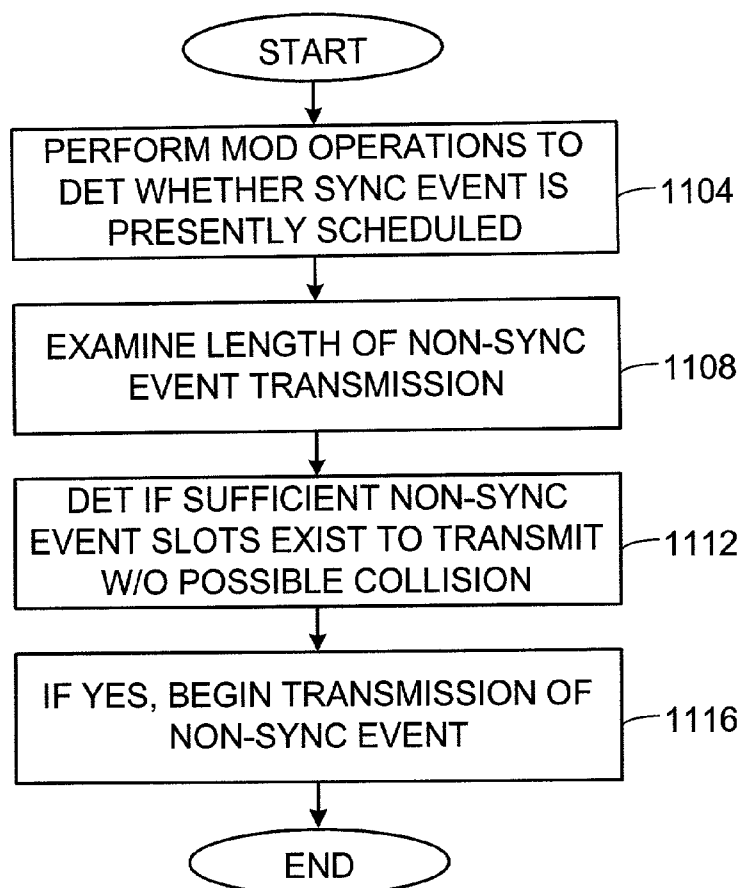 START
PERFORM MOD OPERATIONS TO
DET WHETHER SYNC EVENT IS
PRESENTLY SCHEDULED
1104
EXAMINE LENGTH OF NON-SYNC
EVENT TRANSMISSION
1108
DET IF SUFFICIENT NON-SYNC
EVENT SLOTS EXIST TO TRANSMIT
W/O POSSIBLE COLLISION
1112
IF YES, BEGIN TRANSMISSION OF
NON-SYNC EVENT
1116
END